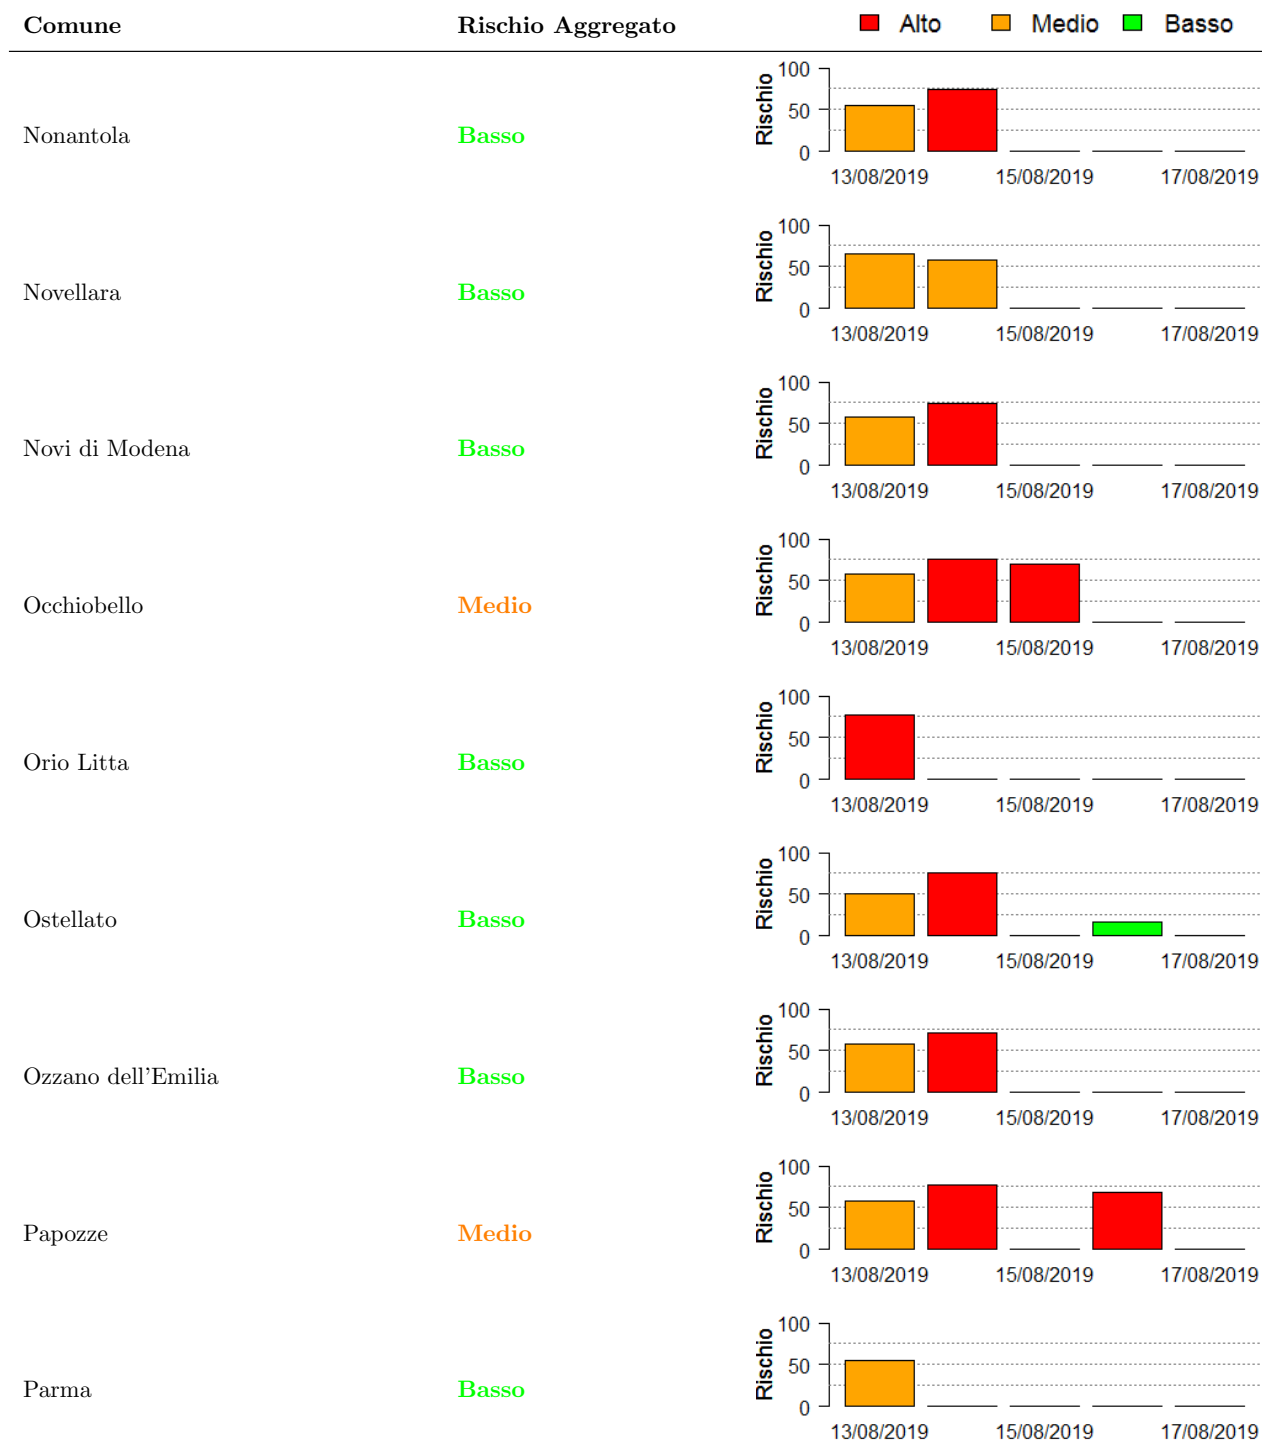 Comune Rischio Aggregato Alto Medio Basso
Nonantola Basso Rischio 100 50 0
13/08/2019 15/08/2019 17/08/2019
Novellara Basso Rischio 100 50 0
13/08/2019 15/08/2019 17/08/2019
Novi di Modena Basso Rischio 100 50 0
13/08/2019 15/08/2019 17/08/2019
Occhiobello Medio Rischio 100 50 0
13/08/2019 15/08/2019 17/08/2019
Orio Litta Basso Rischio 100 50 0
13/08/2019 15/08/2019 17/08/2019
Ostellato Basso Rischio 100 50 0
13/08/2019 15/08/2019 17/08/2019
Ozzano dell'Emilia Basso Rischio 100 50 0
13/08/2019 15/08/2019 17/08/2019
Papozze Medio Rischio 100 50 0
13/08/2019 15/08/2019 17/08/2019
Parma Basso Rischio 100 50 0
13/08/2019 15/08/2019 17/08/2019